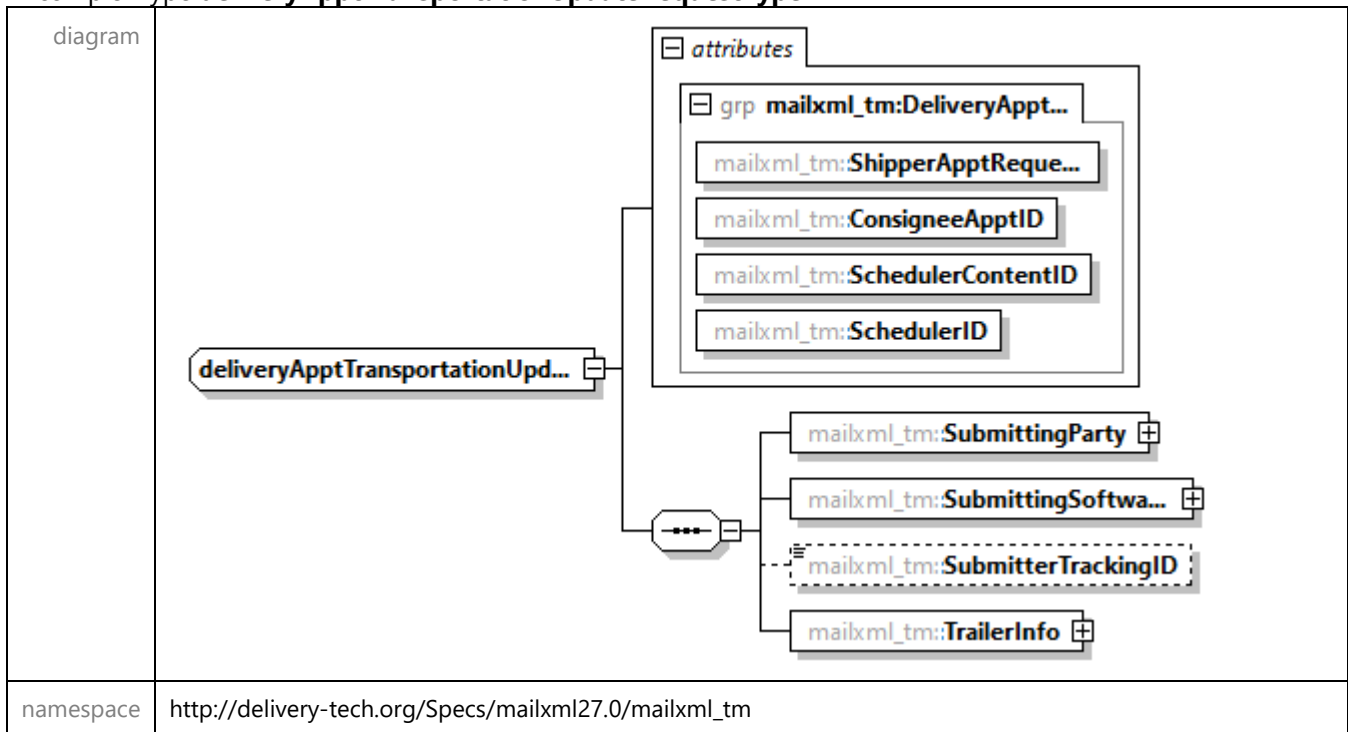 diagram
attributes
grp mailxml_tm:DeliveryAppt...
mailxml_tm::ShipperApptReque...
mailxml_tm::ConsigneeApptID
mailxml_tm::SchedulerContentID
mailxml_tm::SchedulerID
deliveryApptTransportationUpd...
mailxml_tm::SubmittingParty
mailxml_tm::SubmittingSoftwa...
mailxml_tm::SubmitterTrackingID
mailxml_tm::TrailerInfo
namespace http://delivery-tech.org/Specs/mailxml27.0/mailxml_tm